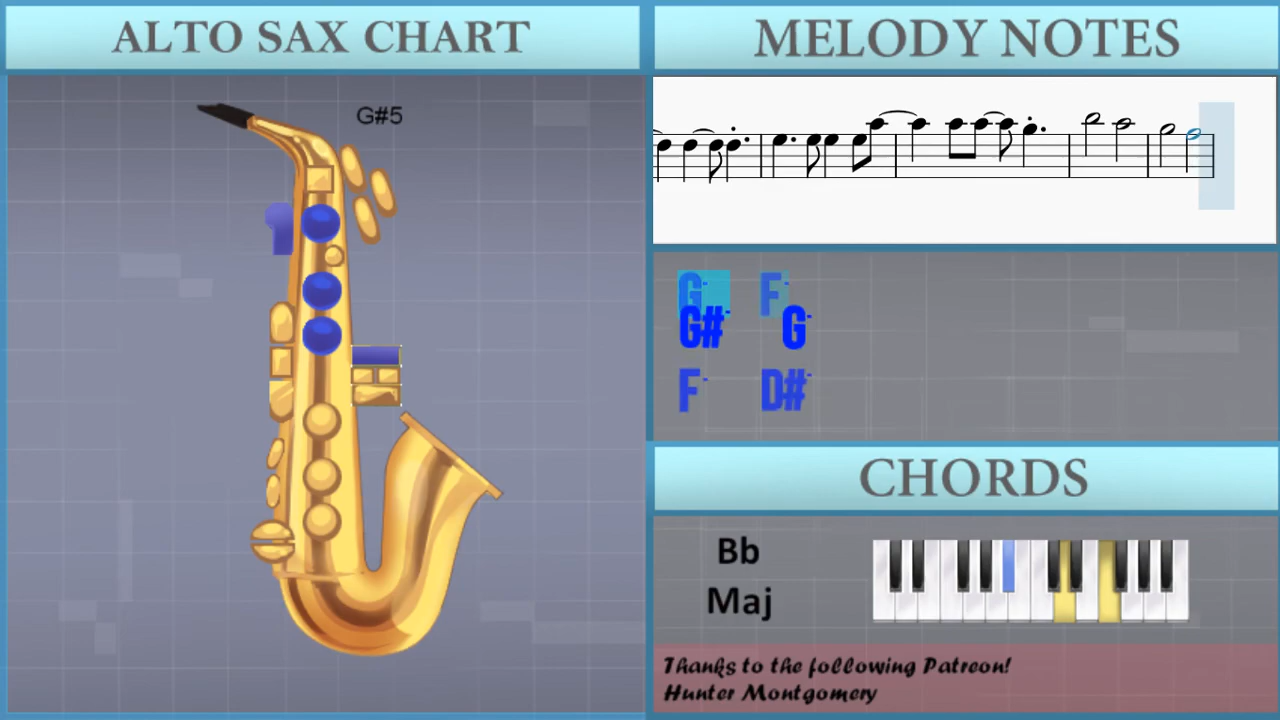 ALTO SAX CHART
MELODY NOTES
G#5
G- F-
G#- G-
F- D#-
CHORDS
Bb
Maj
Thanks to the following Patreon!
Hunter Montgomery